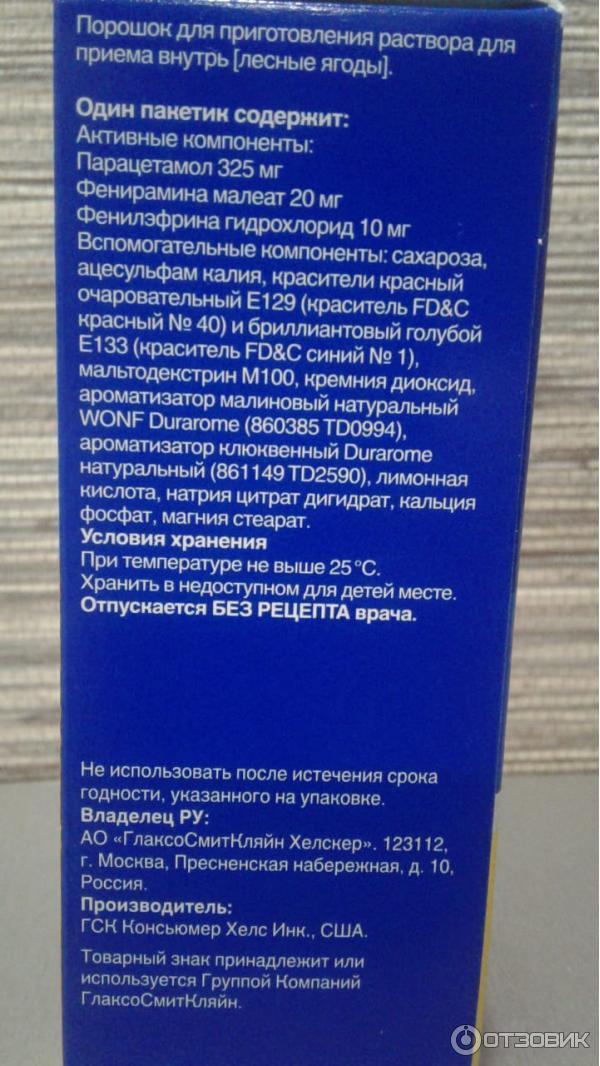 Порошок для приготовления раствора для
приема внутрь [лесные ягоды].
Один пакетик содержит:
Активные компоненты:
Парацетамол 325 мг
Фенирамина малеат 20 мг
Фенилэфрина гидрохлорид 10 мг
Вспомогательные компоненты: сахароза,
ацесульфам калия, красители красный
очаровательный Е129 (краситель FD&C
красный № 40) и бриллиантовый голубой
Е133 (краситель FD&C синий № 1),
мальтодекстрин М100, кремния диоксид,
ароматизатор малиновый натуральный
WONF Durarome (860385 TD0994),
ароматизатор клюквенный Durarome
натуральный (861149 TD2590), лимонная
кислота, натрия цитрат дигидрат, кальция
фосфат, магния стеарат.
Условия хранения
При температуре не выше 25 °С.
Хранить в недоступном для детей месте.
Отпускается БЕЗ РЕЦЕПТА врача.
Не использовать после истечения срока
годности, указанного на упаковке.
Владелец РУ:
АО «ГлаксоСмитКляйн Хелскер». 123112,
г. Москва, Пресненская набережная, д. 10,
Россия.
Производитель:
ГСК Консьюмер Хелс Инк., США.
Товарный знак принадлежит или
используется Группой Компаний
ГлаксоСмитКляйн.
ОТЗОВИК